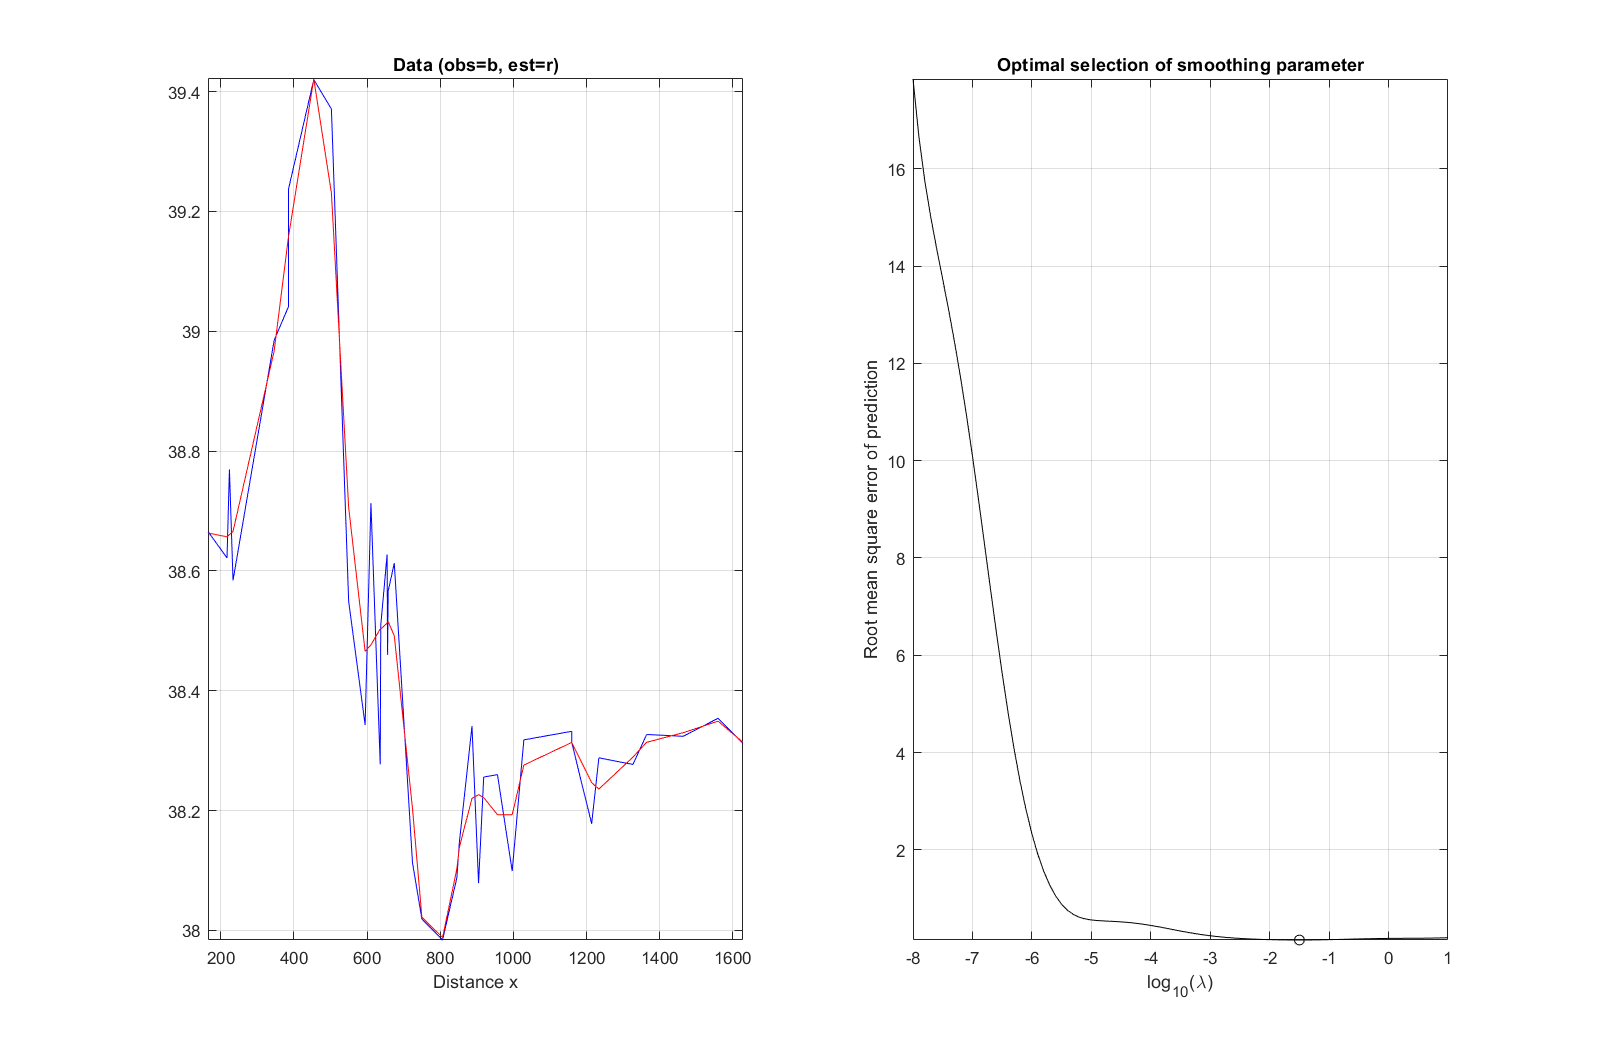 Data (obs=b, est=r)
39.4
39.2
39
38.8
38.6
38.4
38.2
38
200 400 600 800 1000 1200 1400 1600
Distance x
Optimal selection of smoothing parameter
Root mean square error of prediction
16
14
12
10
8
6
4
2
-8 -7 -6 -5 -4 -3 -2 -1 0 1
log10(λ)